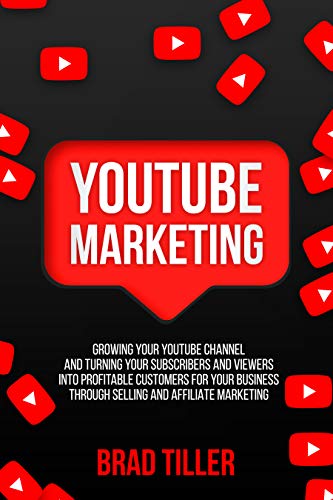 YOUTUBE
MARKETING
GROWING YOUR YOUTUBE CHANNEL
AND TURNING YOUR SUBSCRIBERS AND VIEWERS
INTO PROFITABLE CUSTOMERS FOR YOUR BUSINESS
THROUGH SELLING AND AFFILIATE MARKETING
BRAD TILLER